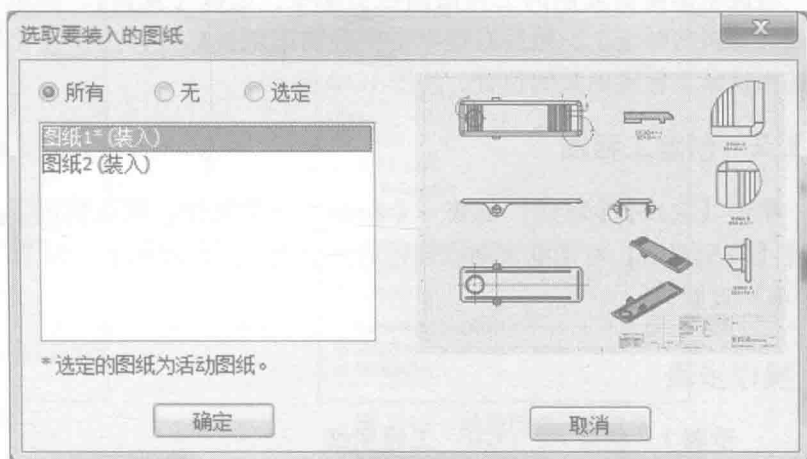 选取要装入的图纸
所有 无 选定
图纸1* (装入)
图纸2 (装入)
* 选定的图纸为活动图纸。
确定 取消